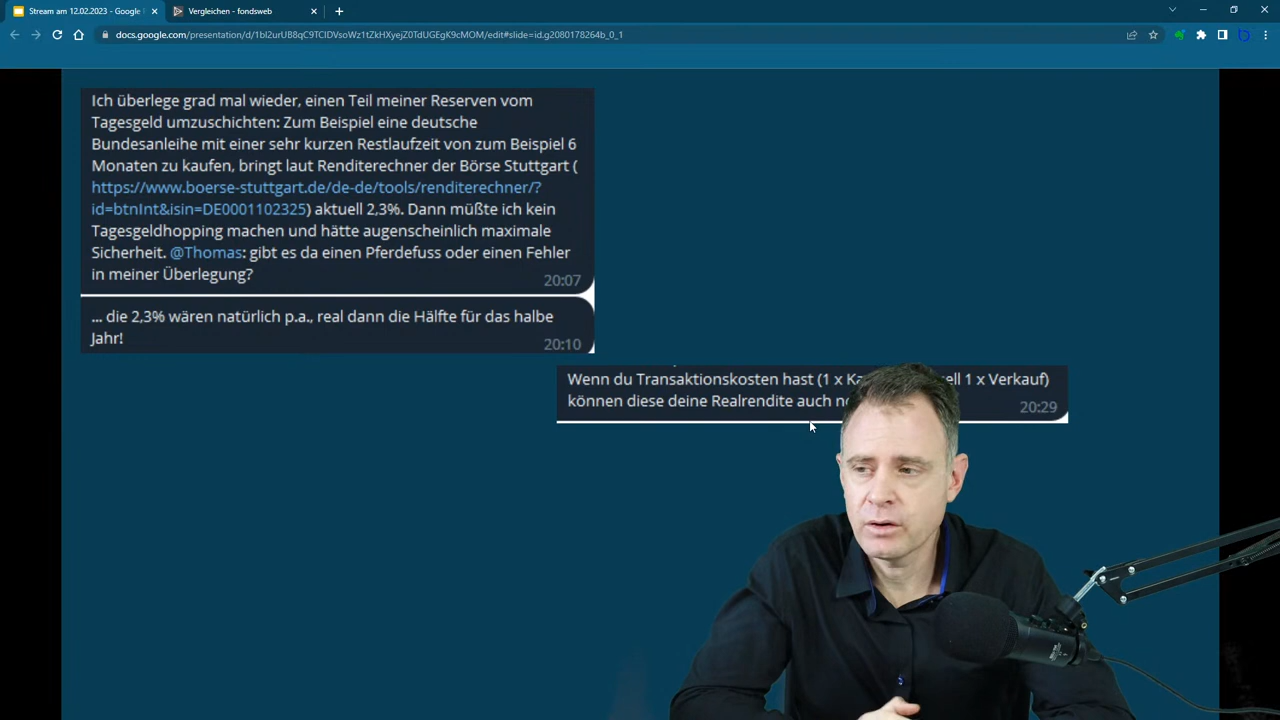 Stream am 12.02.2023 - Google
Vergleichen - fondsweb
docs.google.com/presentation/d/1bl2urUB8qC9TClDVsoWz1tZkHXyejZ0TdUGEgK9cMOM/edit#slide=id.g2080178264b_0_1
Ich überlege grad mal wieder, einen Teil meiner Reserven vom
Tagesgeld umzuschichten: Zum Beispiel eine deutsche
Bundesanleihe mit einer sehr kurzen Restlaufzeit von zum Beispiel 6
Monaten zu kaufen, bringt laut Renditerechner der Börse Stuttgart (
https://www.boerse-stuttgart.de/de-de/tools/renditerechner/?
id=btnInt&isin=DE0001102325) aktuell 2,3%. Dann müßte ich kein
Tagesgeldhopping machen und hätte augenscheinlich maximale
Sicherheit. @Thomas: gibt es da einen Pferdefuss oder einen Fehler
in meiner Überlegung?
20:07
... die 2,3% wären natürlich p.a., real dann die Hälfte für das halbe
Jahr!
20:10
Wenn du Transaktionskosten hast (1 x 1 x Verkauf)
können diese deine Realrendite auch
20:29